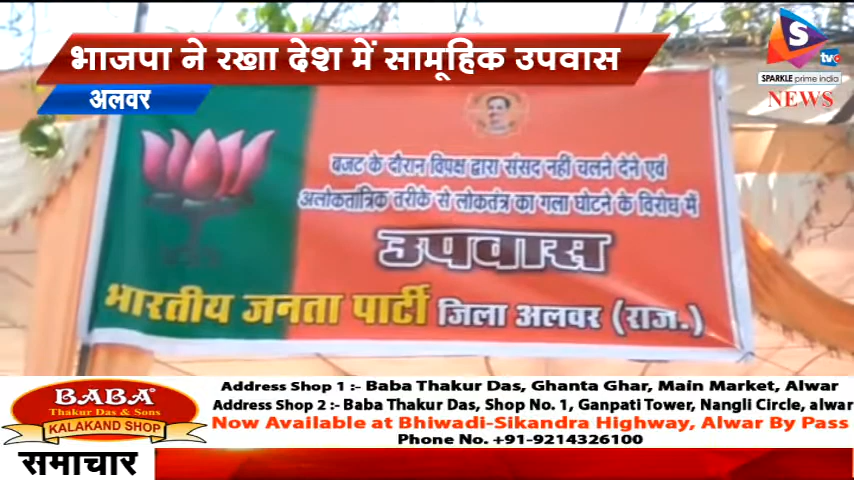 भाजपा ने रखा देश में सामूहिक उपवास
अलवर
S
tv
SPARKLE prime india
NEWS
बजट के दौरान विपक्ष द्वारा संसद नहीं चलने देने एवं
अलोकतांत्रिक तरीके से लोकतंत्र का गला घोटने के विरोध में
उपवास
भारतीय जनता पार्टी जिला अलवर (राज.)
BABA
Thakur Das & Sons
KALAKAND SHOP
Address Shop 1 :- Baba Thakur Das, Ghanta Ghar, Main Market, Alwar
Address Shop 2 :- Baba Thakur Das, Shop No. 1, Ganpati Tower, Nangli Circle, alwar
Now Available at Bhiwadi-Sikandra Highway, Alwar By Pass
Phone No. +91-9214326100
समाचार